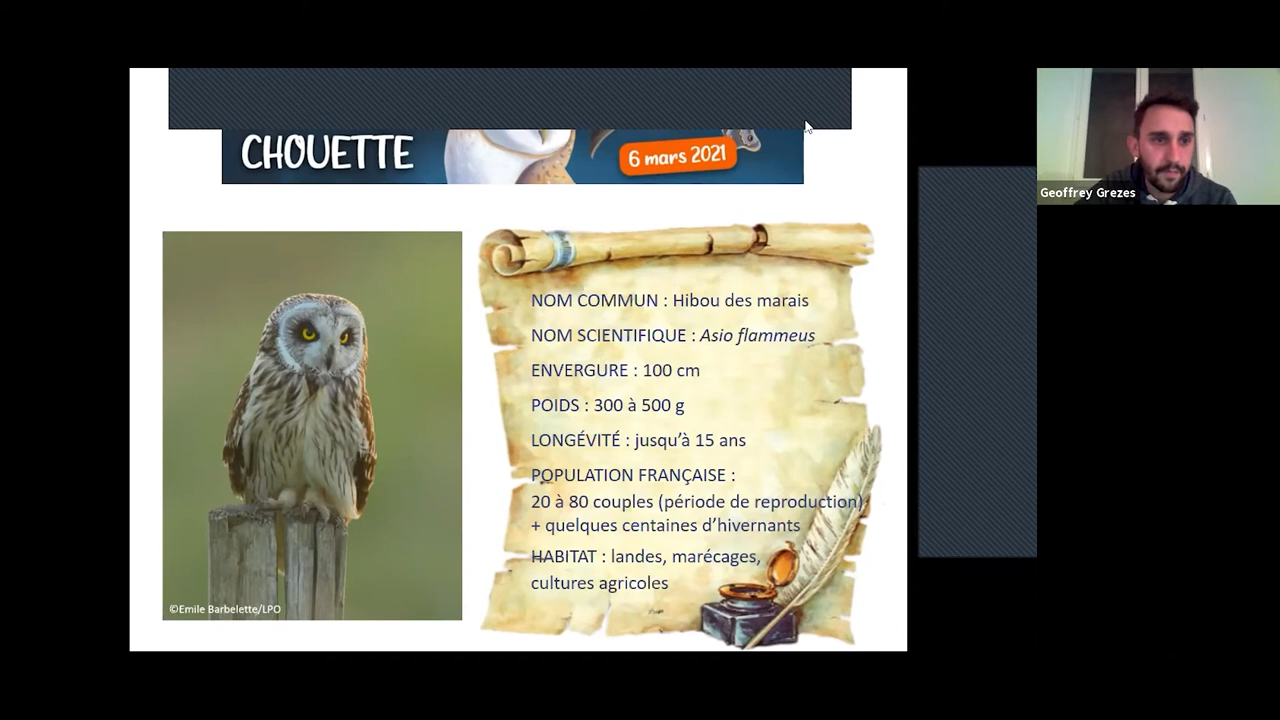 CHOUETTE
6 mars 2021
Geoffrey Grezes
NOM COMMUN : Hibou des marais
NOM SCIENTIFIQUE : Asio flammeus
ENVERGURE : 100 cm
POIDS : 300 à 500 g
LONGÉVITÉ : jusqu’à 15 ans
POPULATION FRANÇAISE :
20 à 80 couples (période de reproduction)
+ quelques centaines d’hivernants
HABITAT : landes, marécages,
cultures agricoles
©Emile Barbelette/LPO